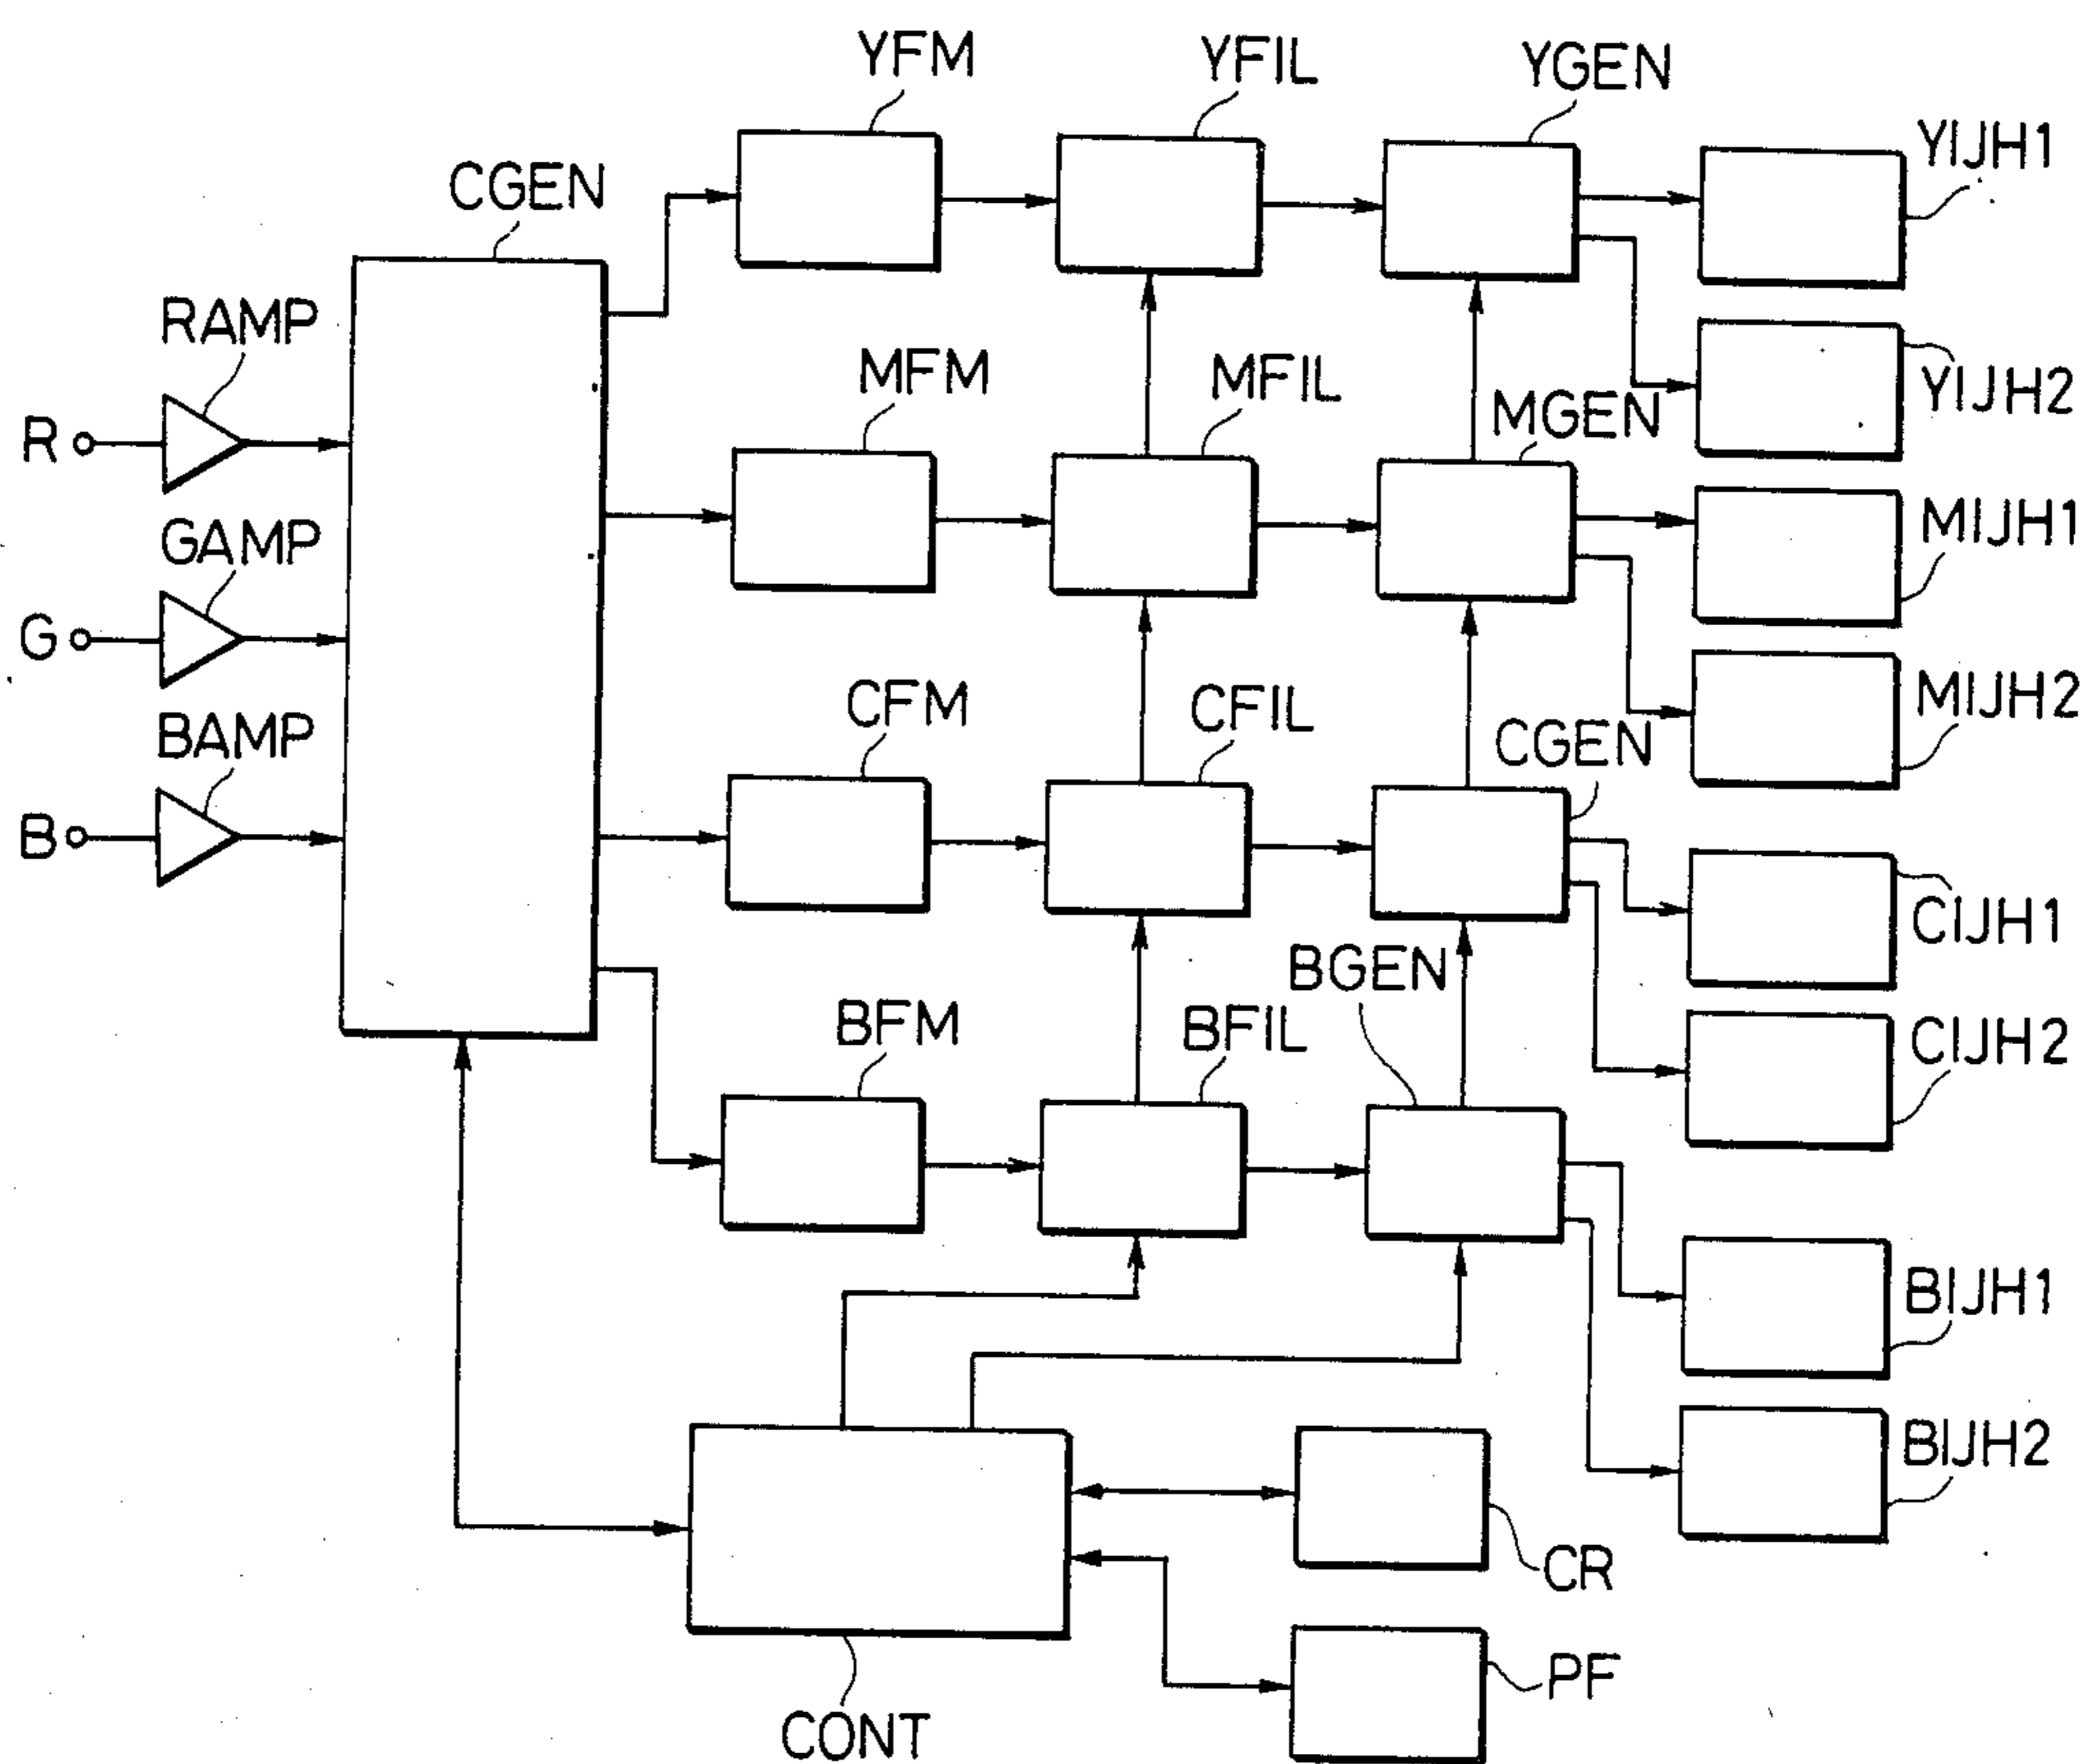 YFM
YFIL
YGEN
YIJH1
CGEN
RAMP
R
MFM
MFIL
MGEN
YIJH2
GAMP
G
MIJH1
BAMP
B
CFM
CFIL
CGEN
MIJH2
BGEN
CIJH1
BFM
BFIL
CIJH2
BIJH1
BIJH2
CR
PF
CONT